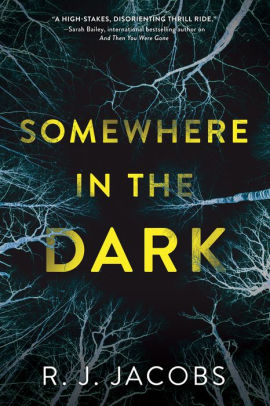 "A HIGH-STAKES, DISORIENTING THRILL RIDE."
—Sarah Bailey, international bestselling author on
And Then You Were Gone
SOMEWHERE
IN THE
DARK
R. J. JACOBS